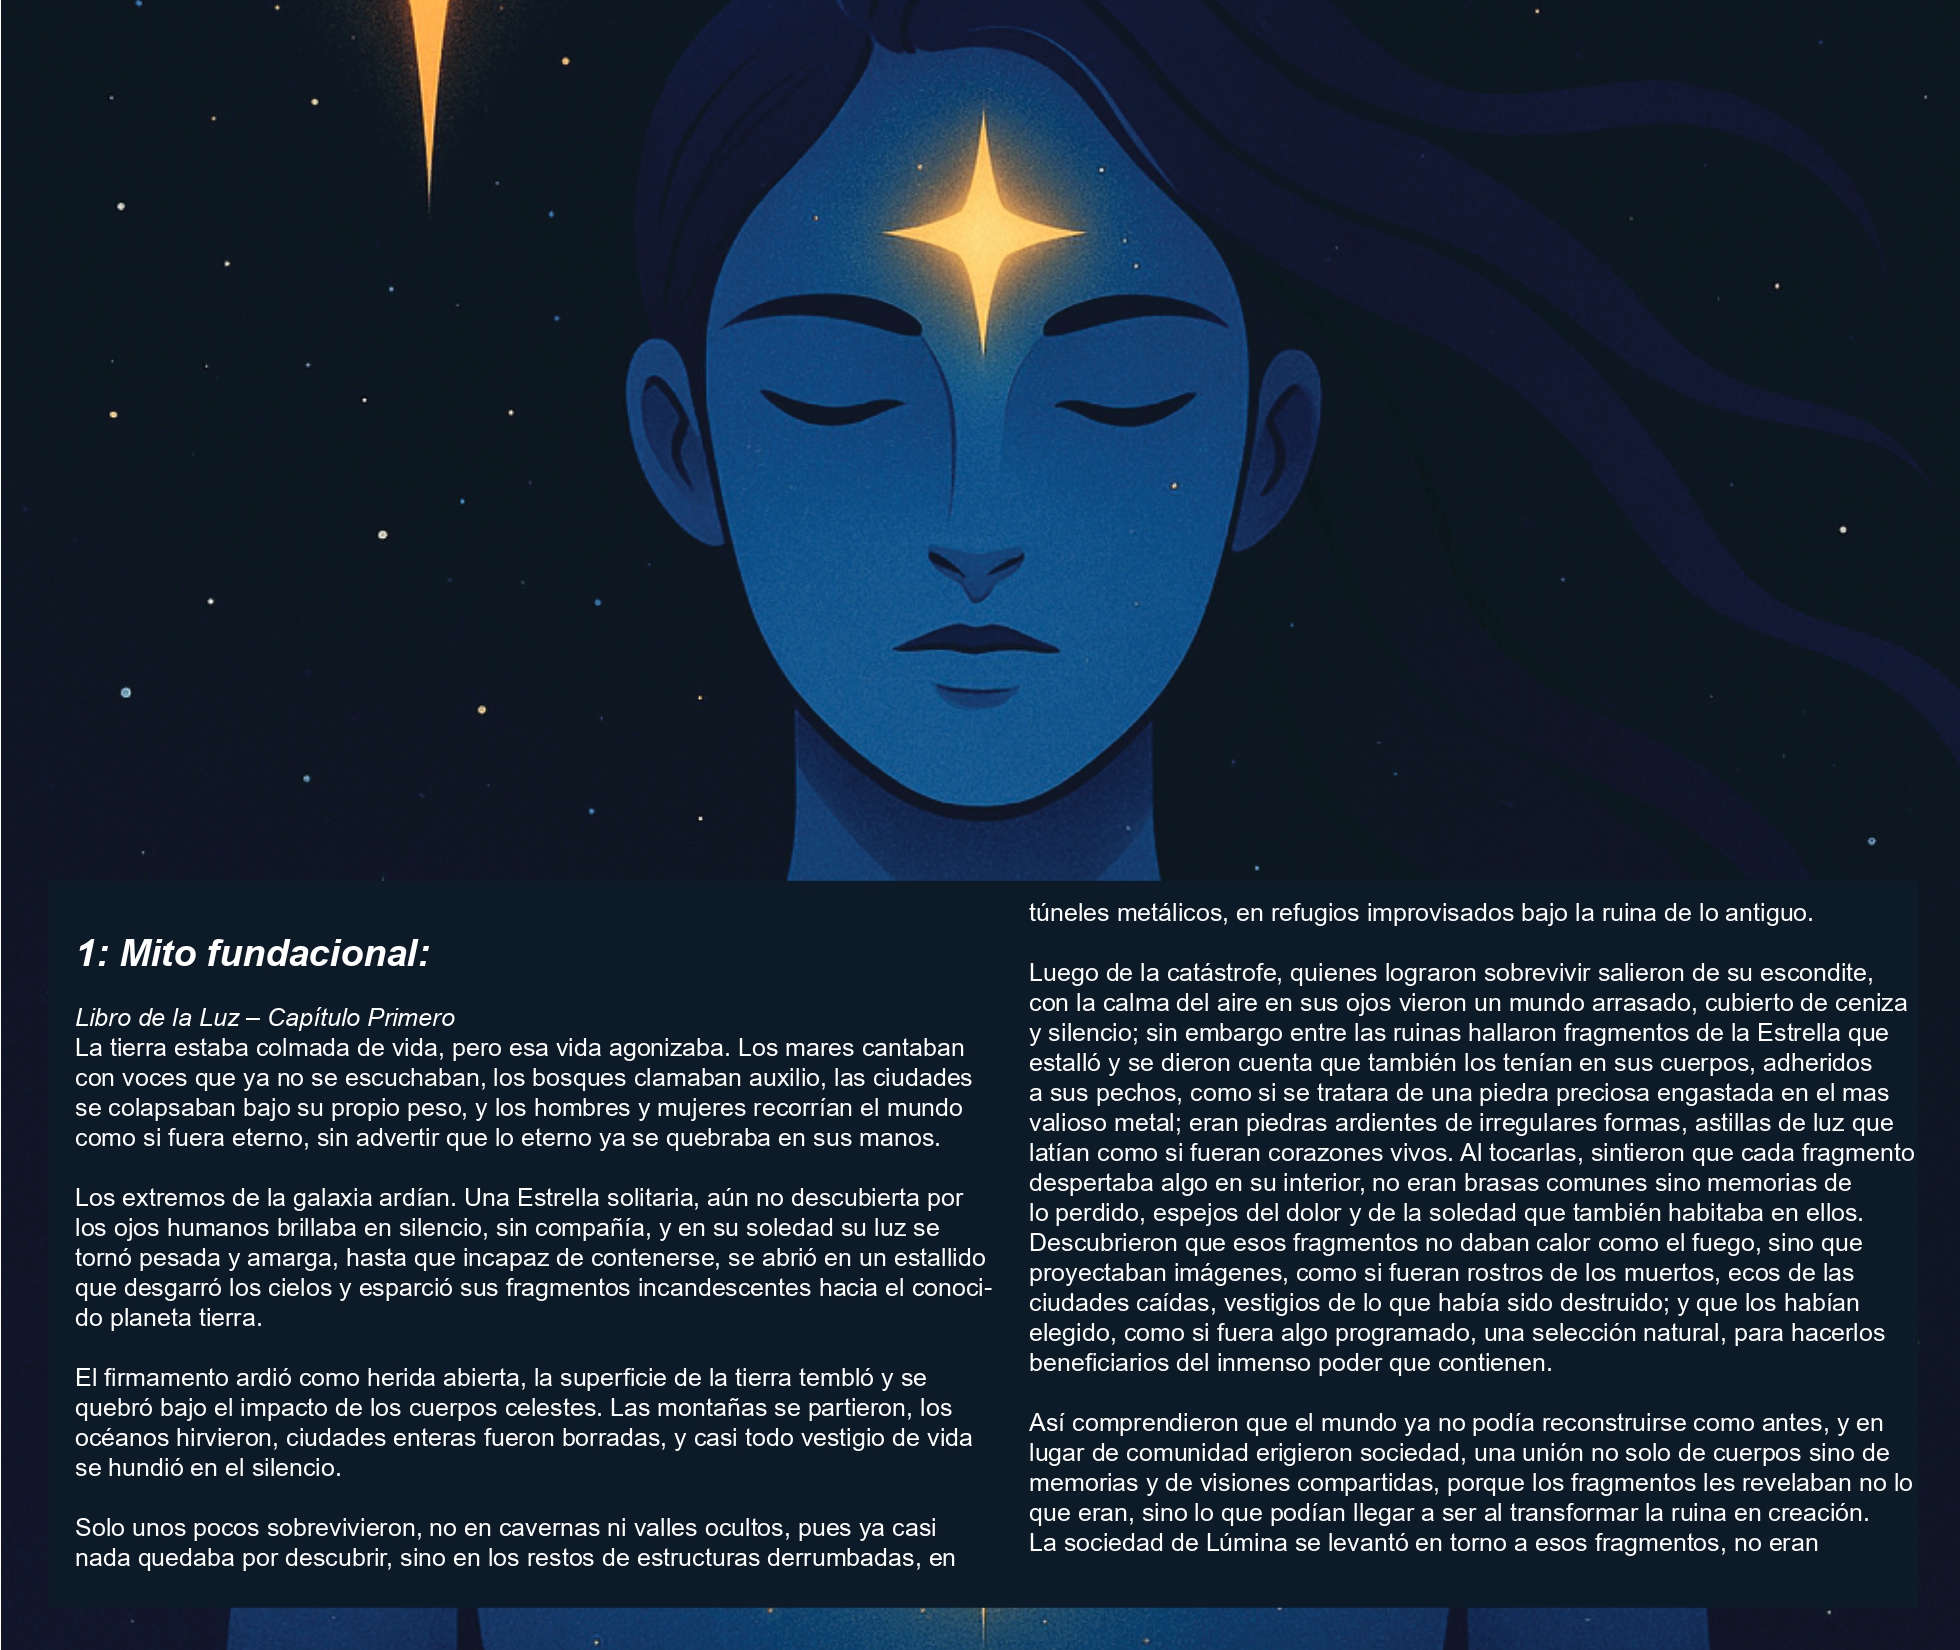 1: Mito fundacional:
Libro de la Luz – Capítulo Primero
La tierra estaba colmada de vida, pero esa vida agonizaba. Los mares cantaban
con voces que ya no se escuchaban, los bosques clamaban auxilio, las ciudades
se colapsaban bajo su propio peso, y los hombres y mujeres recorrían el mundo
como si fuera eterno, sin advertir que lo eterno ya se quebraba en sus manos.
Los extremos de la galaxia ardían. Una Estrella solitaria, aún no descubierta por
los ojos humanos brillaba en silencio, sin compañía, y en su soledad su luz se
tornó pesada y amarga, hasta que incapaz de contenerse, se abrió en un estallido
que desgarró los cielos y esparció sus fragmentos incandescentes hacia el conoci-
do planeta tierra.
El firmamento ardió como herida abierta, la superficie de la tierra tembló y se
quebró bajo el impacto de los cuerpos celestes. Las montañas se partieron, los
océanos hirvieron, ciudades enteras fueron borradas, y casi todo vestigio de vida
se hundió en el silencio.
Solo unos pocos sobrevivieron, no en cavernas ni valles ocultos, pues ya casi
nada quedaba por descubrir, sino en los restos de estructuras derrumbadas, en
túneles metálicos, en refugios improvisados bajo la ruina de lo antiguo.
Luego de la catástrofe, quienes lograron sobrevivir salieron de su escondite,
con la calma del aire en sus ojos vieron un mundo arrasado, cubierto de ceniza
y silencio; sin embargo entre las ruinas hallaron fragmentos de la Estrella que
estalló y se dieron cuenta que también los tenían en sus cuerpos, adheridos
a sus pechos, como si se tratara de una piedra preciosa engastada en el mas
valioso metal; eran piedras ardientes de irregulares formas, astillas de luz que
latían como si fueran corazones vivos. Al tocarlas, sintieron que cada fragmento
despertaba algo en su interior, no eran brasas comunes sino memorias de
lo perdido, espejos del dolor y de la soledad que también habitaba en ellos.
Descubrieron que esos fragmentos no daban calor como el fuego, sino que
proyectaban imágenes, como si fueran rostros de los muertos, ecos de las
ciudades caídas, vestigios de lo que había sido destruido; y que los habían
elegido, como si fuera algo programado, una selección natural, para hacerlos
beneficiarios del inmenso poder que contienen.
Así comprendieron que el mundo ya no podía reconstruirse como antes, y en
lugar de comunidad erigieron sociedad, una unión no solo de cuerpos sino de
memorias y de visiones compartidas, porque los fragmentos les revelaban no lo
que eran, sino lo que podían llegar a ser al transformar la ruina en creación.
La sociedad de Lúmina se levantó en torno a esos fragmentos, no eran